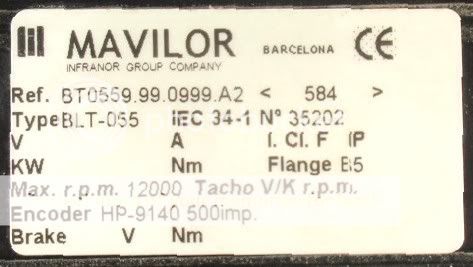 MAVILOR BARCELONA CE
INFRANOR GROUP COMPANY
Ref. BT0559.99.0999.A2 < 584 >
Type BLT-055 IEC 34-1 N° 35202
V A I. Cl. F IP
KW Nm Flange B5
Max. r.p.m. 12000 Tacho V/K r.p.m.
Encoder HP-9140 500imp.
Brake V Nm